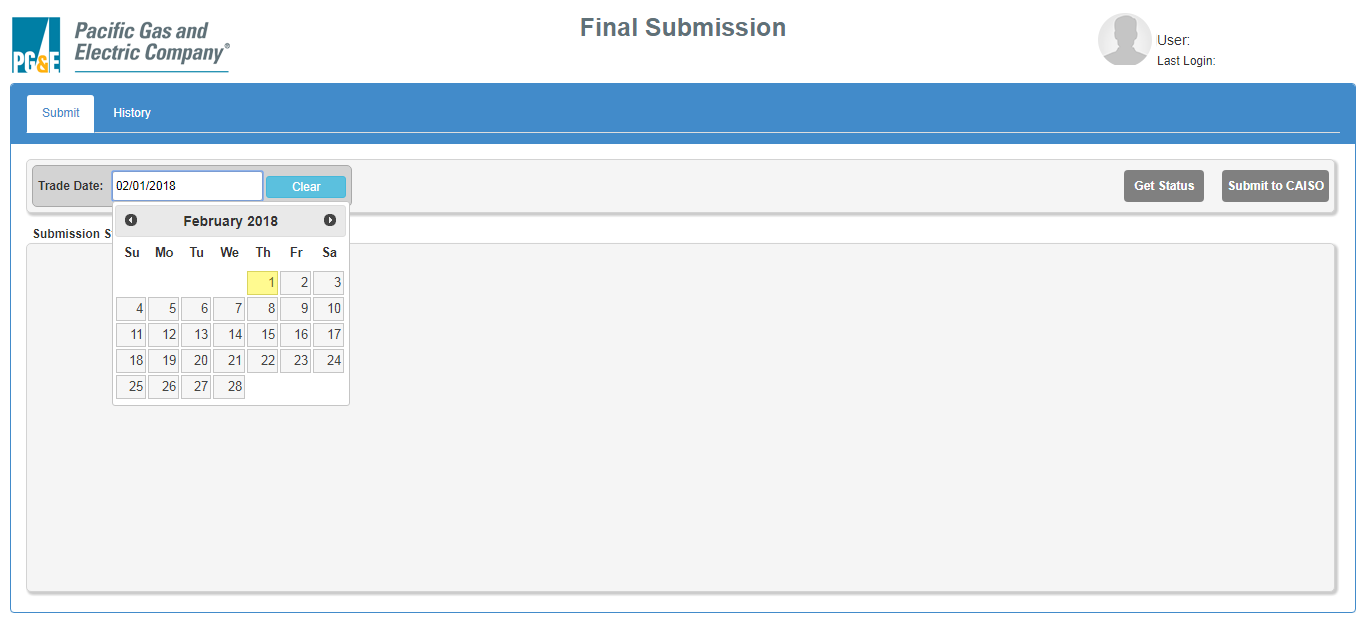 PG&E
Pacific Gas and
Electric Company®
Final Submission
User:
Last Login:
Submit History
Trade Date: 02/01/2018 Clear Get Status Submit to CAISO
Submission S
February 2018
Su Mo Tu We Th Fr Sa
1 2 3
4 5 6 7 8 9 10
11 12 13 14 15 16 17
18 19 20 21 22 23 24
25 26 27 28